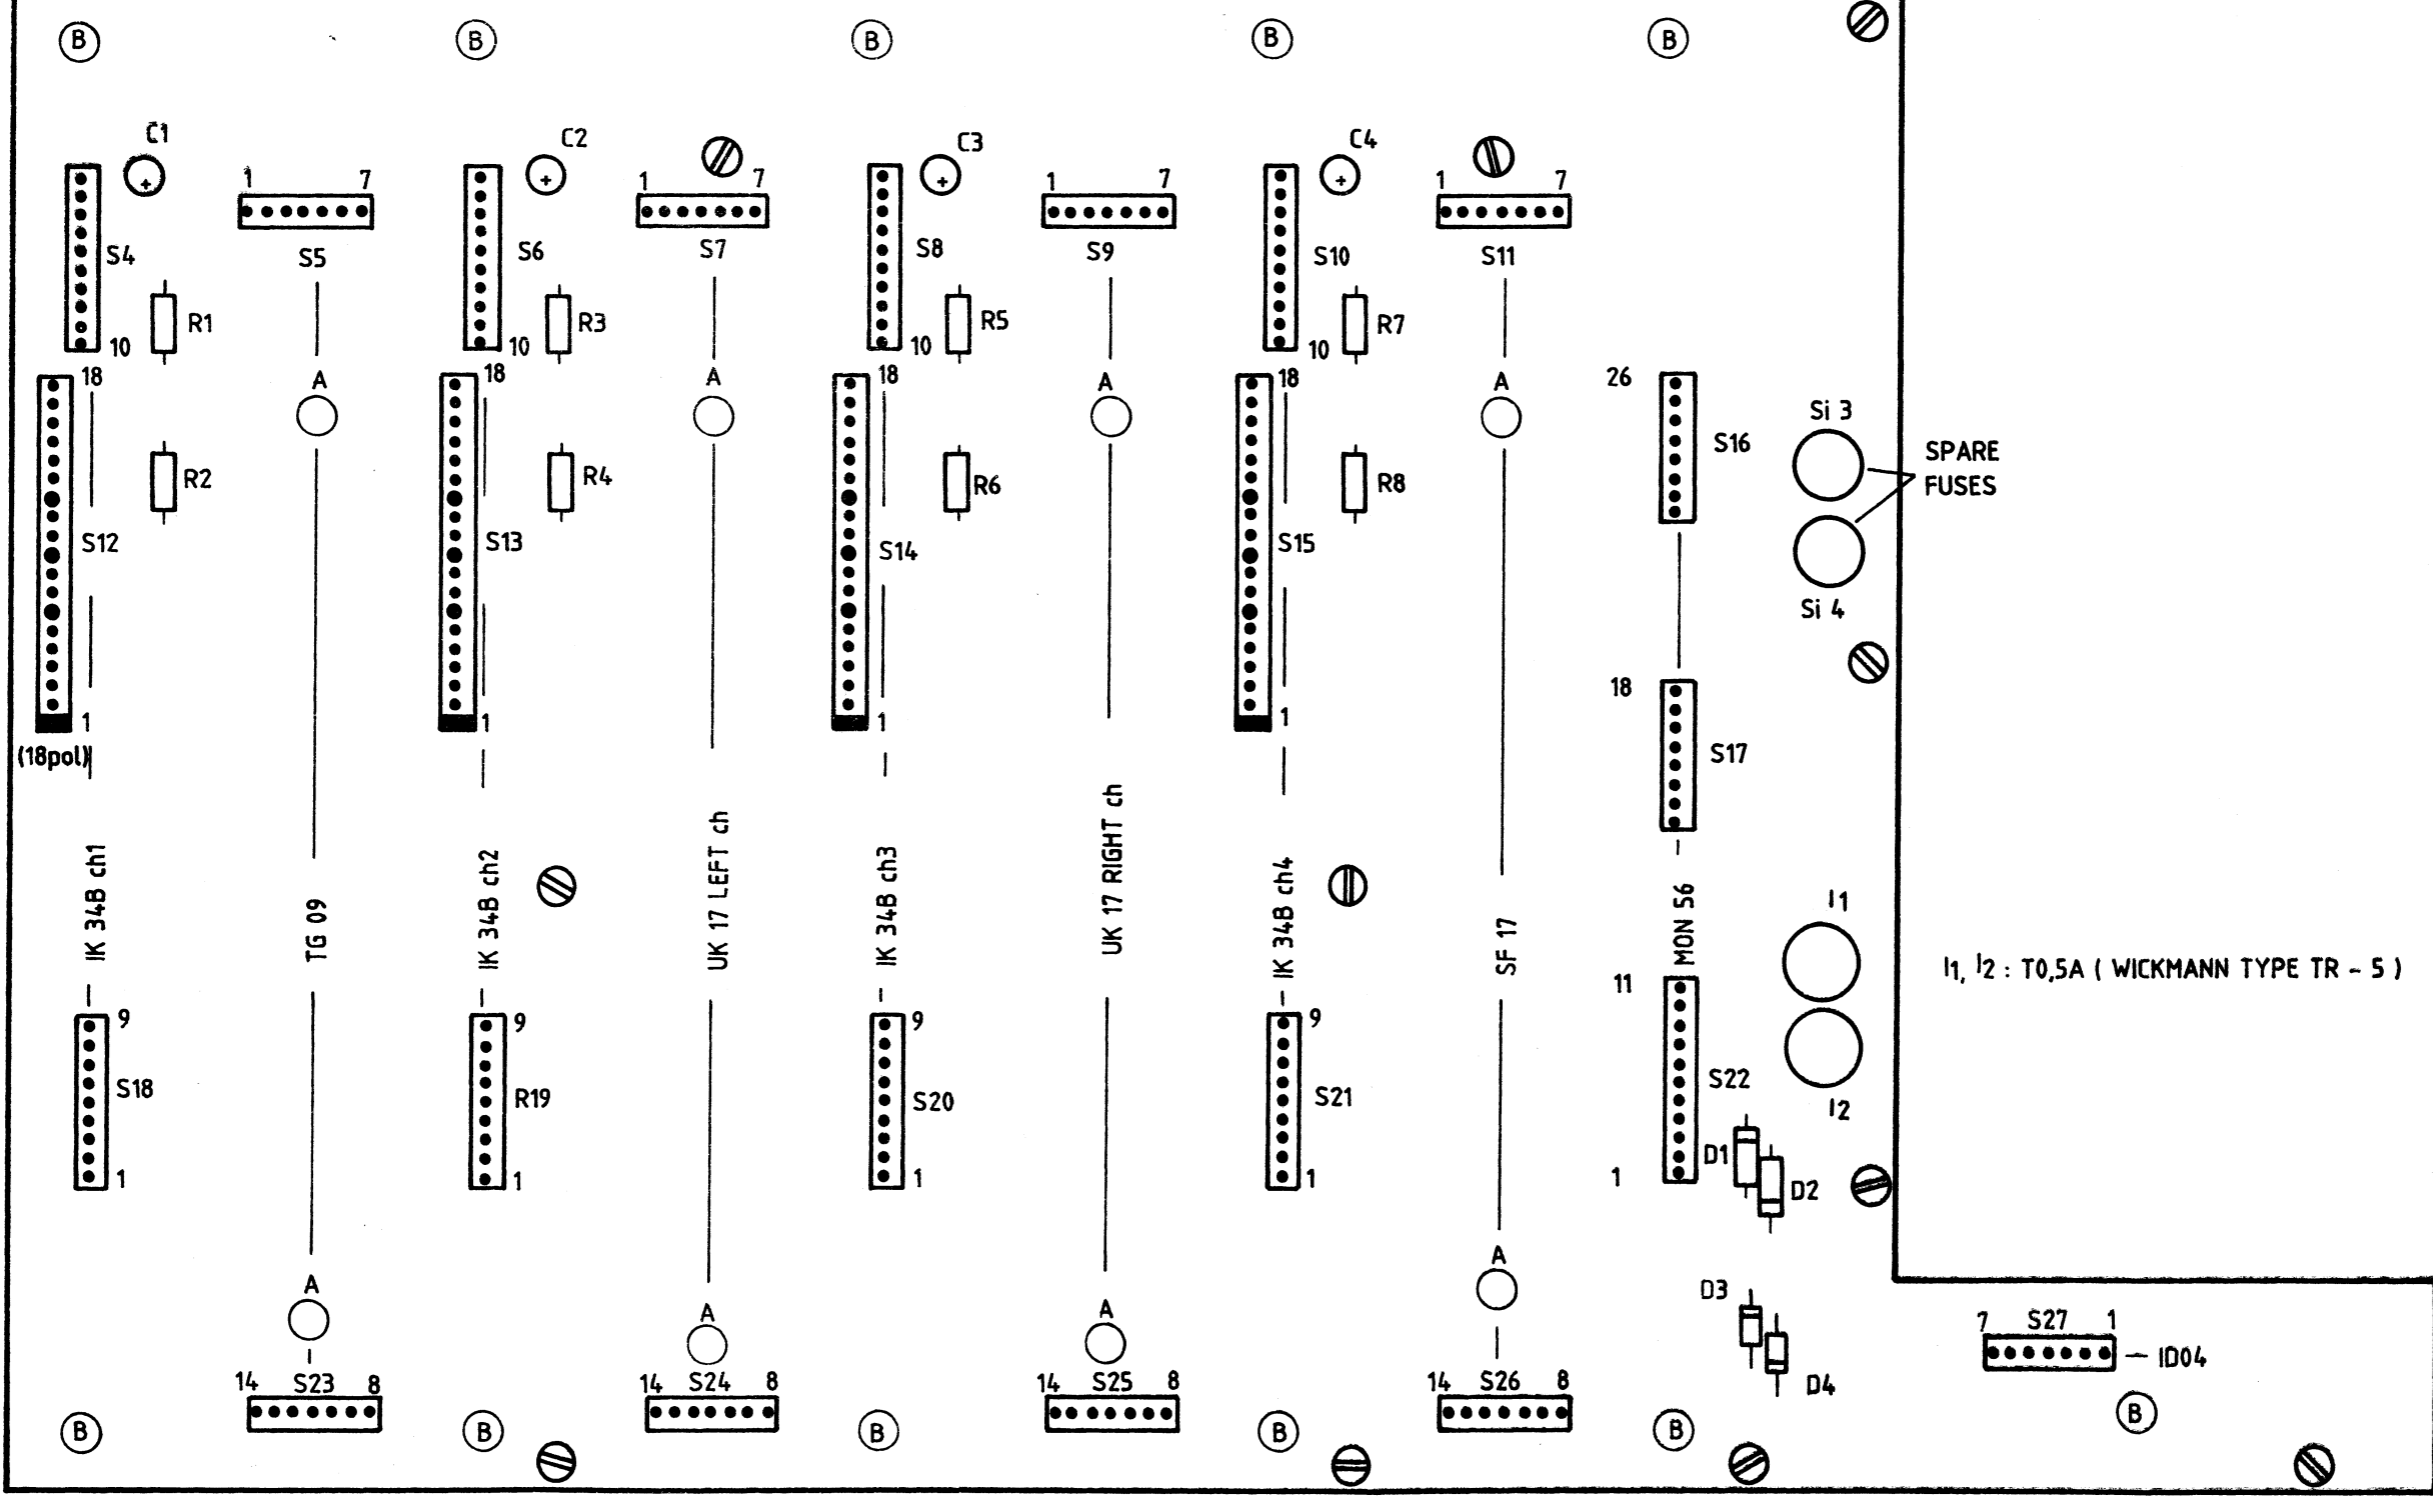 B B B B B
C1 C2 C3 C4
1 7 1 7 1 7 1 7
S4 S5 S6 S7 S8 S9 S10 S11
R1 R3 R5 R7
10 10 10 10
18 A 18 A 18 A 18 A 26
Si 3
S16 SPARE
FUSES
R2 R4 R6 R8
S12 S13 S14 S15
Si 4
18
1 1 1 1
(18pol) S17
IK 34B ch1
TG 09
IK 34B ch2
UK 17 LEFT ch
IK 34B ch3
UK 17 RIGHT ch
IK 34B ch4
SF 17
MON 56
I1
I1, I2 : T0,5A ( WICKMANN TYPE TR - 5 )
11
9 9 9 9
S18 R19 S20 S21 S22
I2
D1
1 1 1 1 1 D2
A A A A
D3
7 S27 1
ID04
14 S23 8 14 S24 8 14 S25 8 14 S26 8 D4
B B B B B B